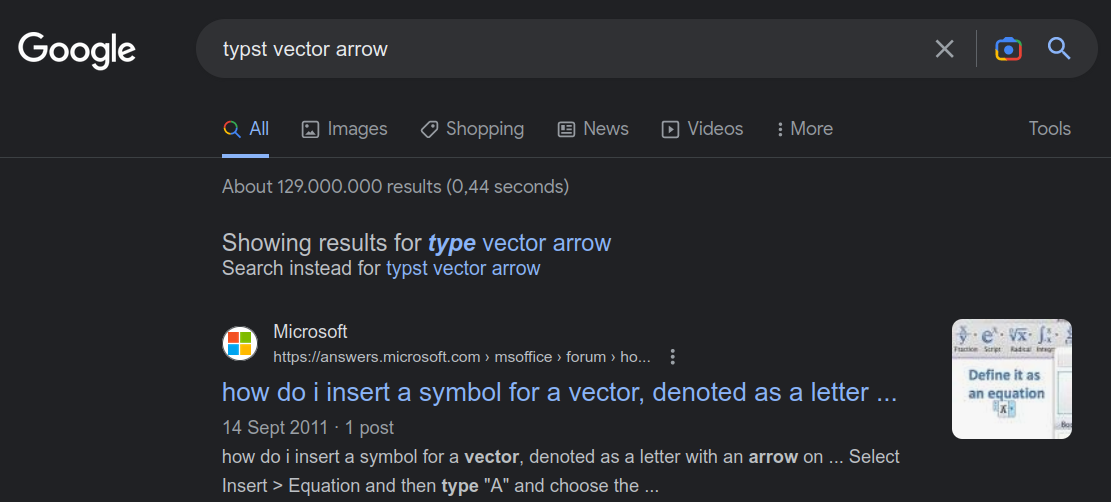 Google
typst vector arrow
All Images Shopping News Videos More Tools
About 129.000.000 results (0,44 seconds)
Showing results for type vector arrow
Search instead for typst vector arrow
Microsoft
https://answers.microsoft.com › msoffice › forum › ho...
how do i insert a symbol for a vector, denoted as a letter ...
14 Sept 2011 · 1 post
how do i insert a symbol for a vector, denoted as a letter with an arrow on ... Select
Insert > Equation and then type "A" and choose the ...
Fraction Script Radical
Define it as
an equation